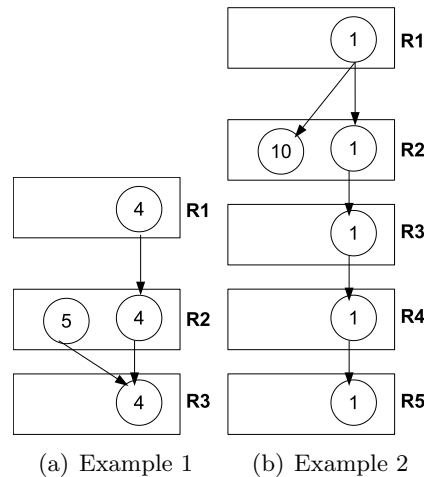 4 R1
5 4 R2
4 R3
(a) Example 1
1 R1
10 1 R2
1 R3
1 R4
1 R5
(b) Example 2